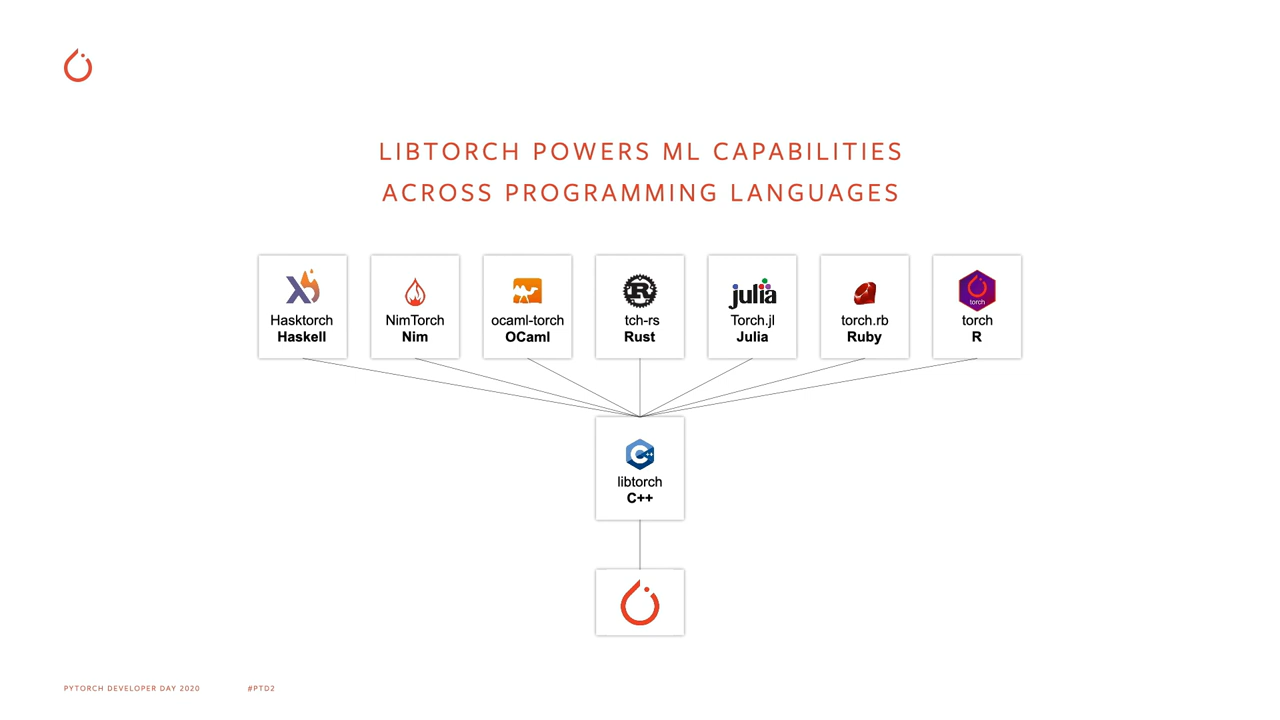 LIBTORCH POWERS ML CAPABILITIES
ACROSS PROGRAMMING LANGUAGES
Hasktorch
Haskell
NimTorch
Nim
ocaml-torch
OCaml
R
tch-rs
Rust
julia
Torch.jl
Julia
torch.rb
Ruby
torch
torch
R
C++
libtorch
C++
PYTORCH DEVELOPER DAY 2020
#PTD2